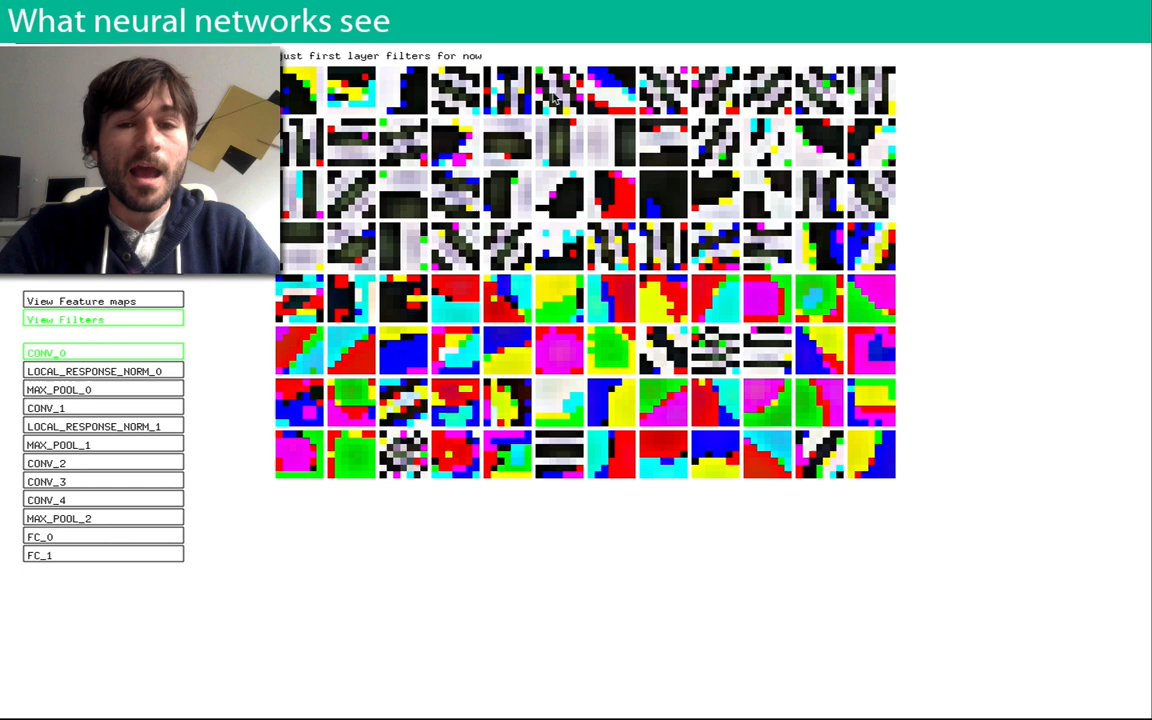 What neural networks see
just first layer filters for now
View Feature maps
View Filters
CONV_0
LOCAL_RESPONSE_NORM_0
MAX_POOL_0
CONV_1
LOCAL_RESPONSE_NORM_1
MAX_POOL_1
CONV_2
CONV_3
CONV_4
MAX_POOL_2
FC_0
FC_1